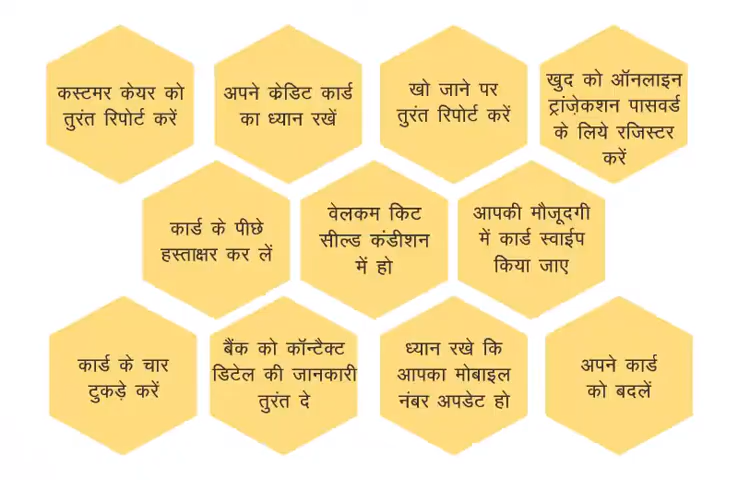 कस्टमर केयर को
तुरंत रिपोर्ट करें
अपने क्रेडिट कार्ड
का ध्यान रखें
खो जाने पर
तुरंत रिपोर्ट करें
खुद को ऑनलाइन
ट्रांज़ेकशन पासवर्ड
के लिये रजिस्टर
करें
कार्ड के पीछे
हस्ताक्षर कर लें
वेलकम किट
सील्ड कंडीशन
में हो
आपकी मौजूदगी
में कार्ड स्वाईप
किया जाए
कार्ड के चार
टुकड़े करें
बैंक को कॉन्टैक्ट
डिटेल की जानकारी
तुरंत दे
ध्यान रखे कि
आपका मोबाइल
नंबर अपडेट हो
अपने कार्ड
को बदलें